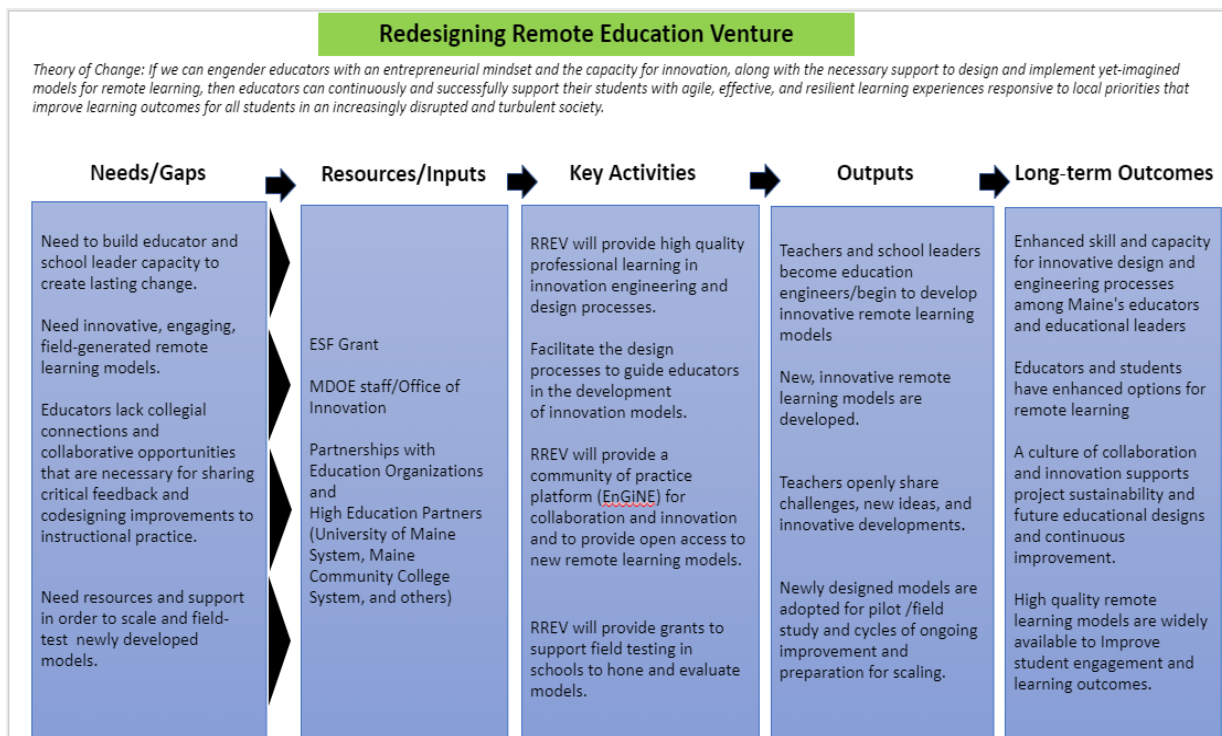 Redesigning Remote Education Venture
Theory of Change: If we can engender educators with an entrepreneurial mindset and the capacity for innovation, along with the necessary support to design and implement yet-imagined
models for remote learning, then educators can continuously and successfully support their students with agile, effective, and resilient learning experiences responsive to local priorities that
improve learning outcomes for all students in an increasingly disrupted and turbulent society.
Needs/Gaps
Need to build educator and
school leader capacity to
create lasting change.
Need innovative, engaging,
field-generated remote
learning models.
Educators lack collegial
connections and
collaborative opportunities
that are necessary for sharing
critical feedback and
codesigning improvements to
instructional practice.
Need resources and support
in order to scale and field-
test newly developed
models.
Resources/Inputs
ESF Grant
MDOE staff/Office of
Innovation
Partnerships with
Education Organizations
and
High Education Partners
(University of Maine
System, Maine
Community College
System, and others)
Key Activities
RREV will provide high quality
professional learning in
innovation engineering and
design processes.
Facilitate the design
processes to guide educators
in the development
of innovation models.
RREV will provide a
community of practice
platform (EnGiNE) for
collaboration and innovation
and to provide open access to
new remote learning models.
RREV will provide grants to
support field testing in
schools to hone and evaluate
models.
Outputs
Teachers and school leaders
become education
engineers/begin to develop
innovative remote learning
models
New, innovative remote
learning models are
developed.
Teachers openly share
challenges, new ideas, and
innovative developments.
Newly designed models are
adopted for pilot /field
study and cycles of ongoing
improvement and
preparation for scaling.
Long-term Outcomes
Enhanced skill and capacity
for innovative design and
engineering processes
among Maine's educators
and educational leaders
Educators and students
have enhanced options for
remote learning
A culture of collaboration
and innovation supports
project sustainability and
future educational designs
and continuous
improvement.
High quality remote
learning models are widely
available to Improve
student engagement and
learning outcomes.